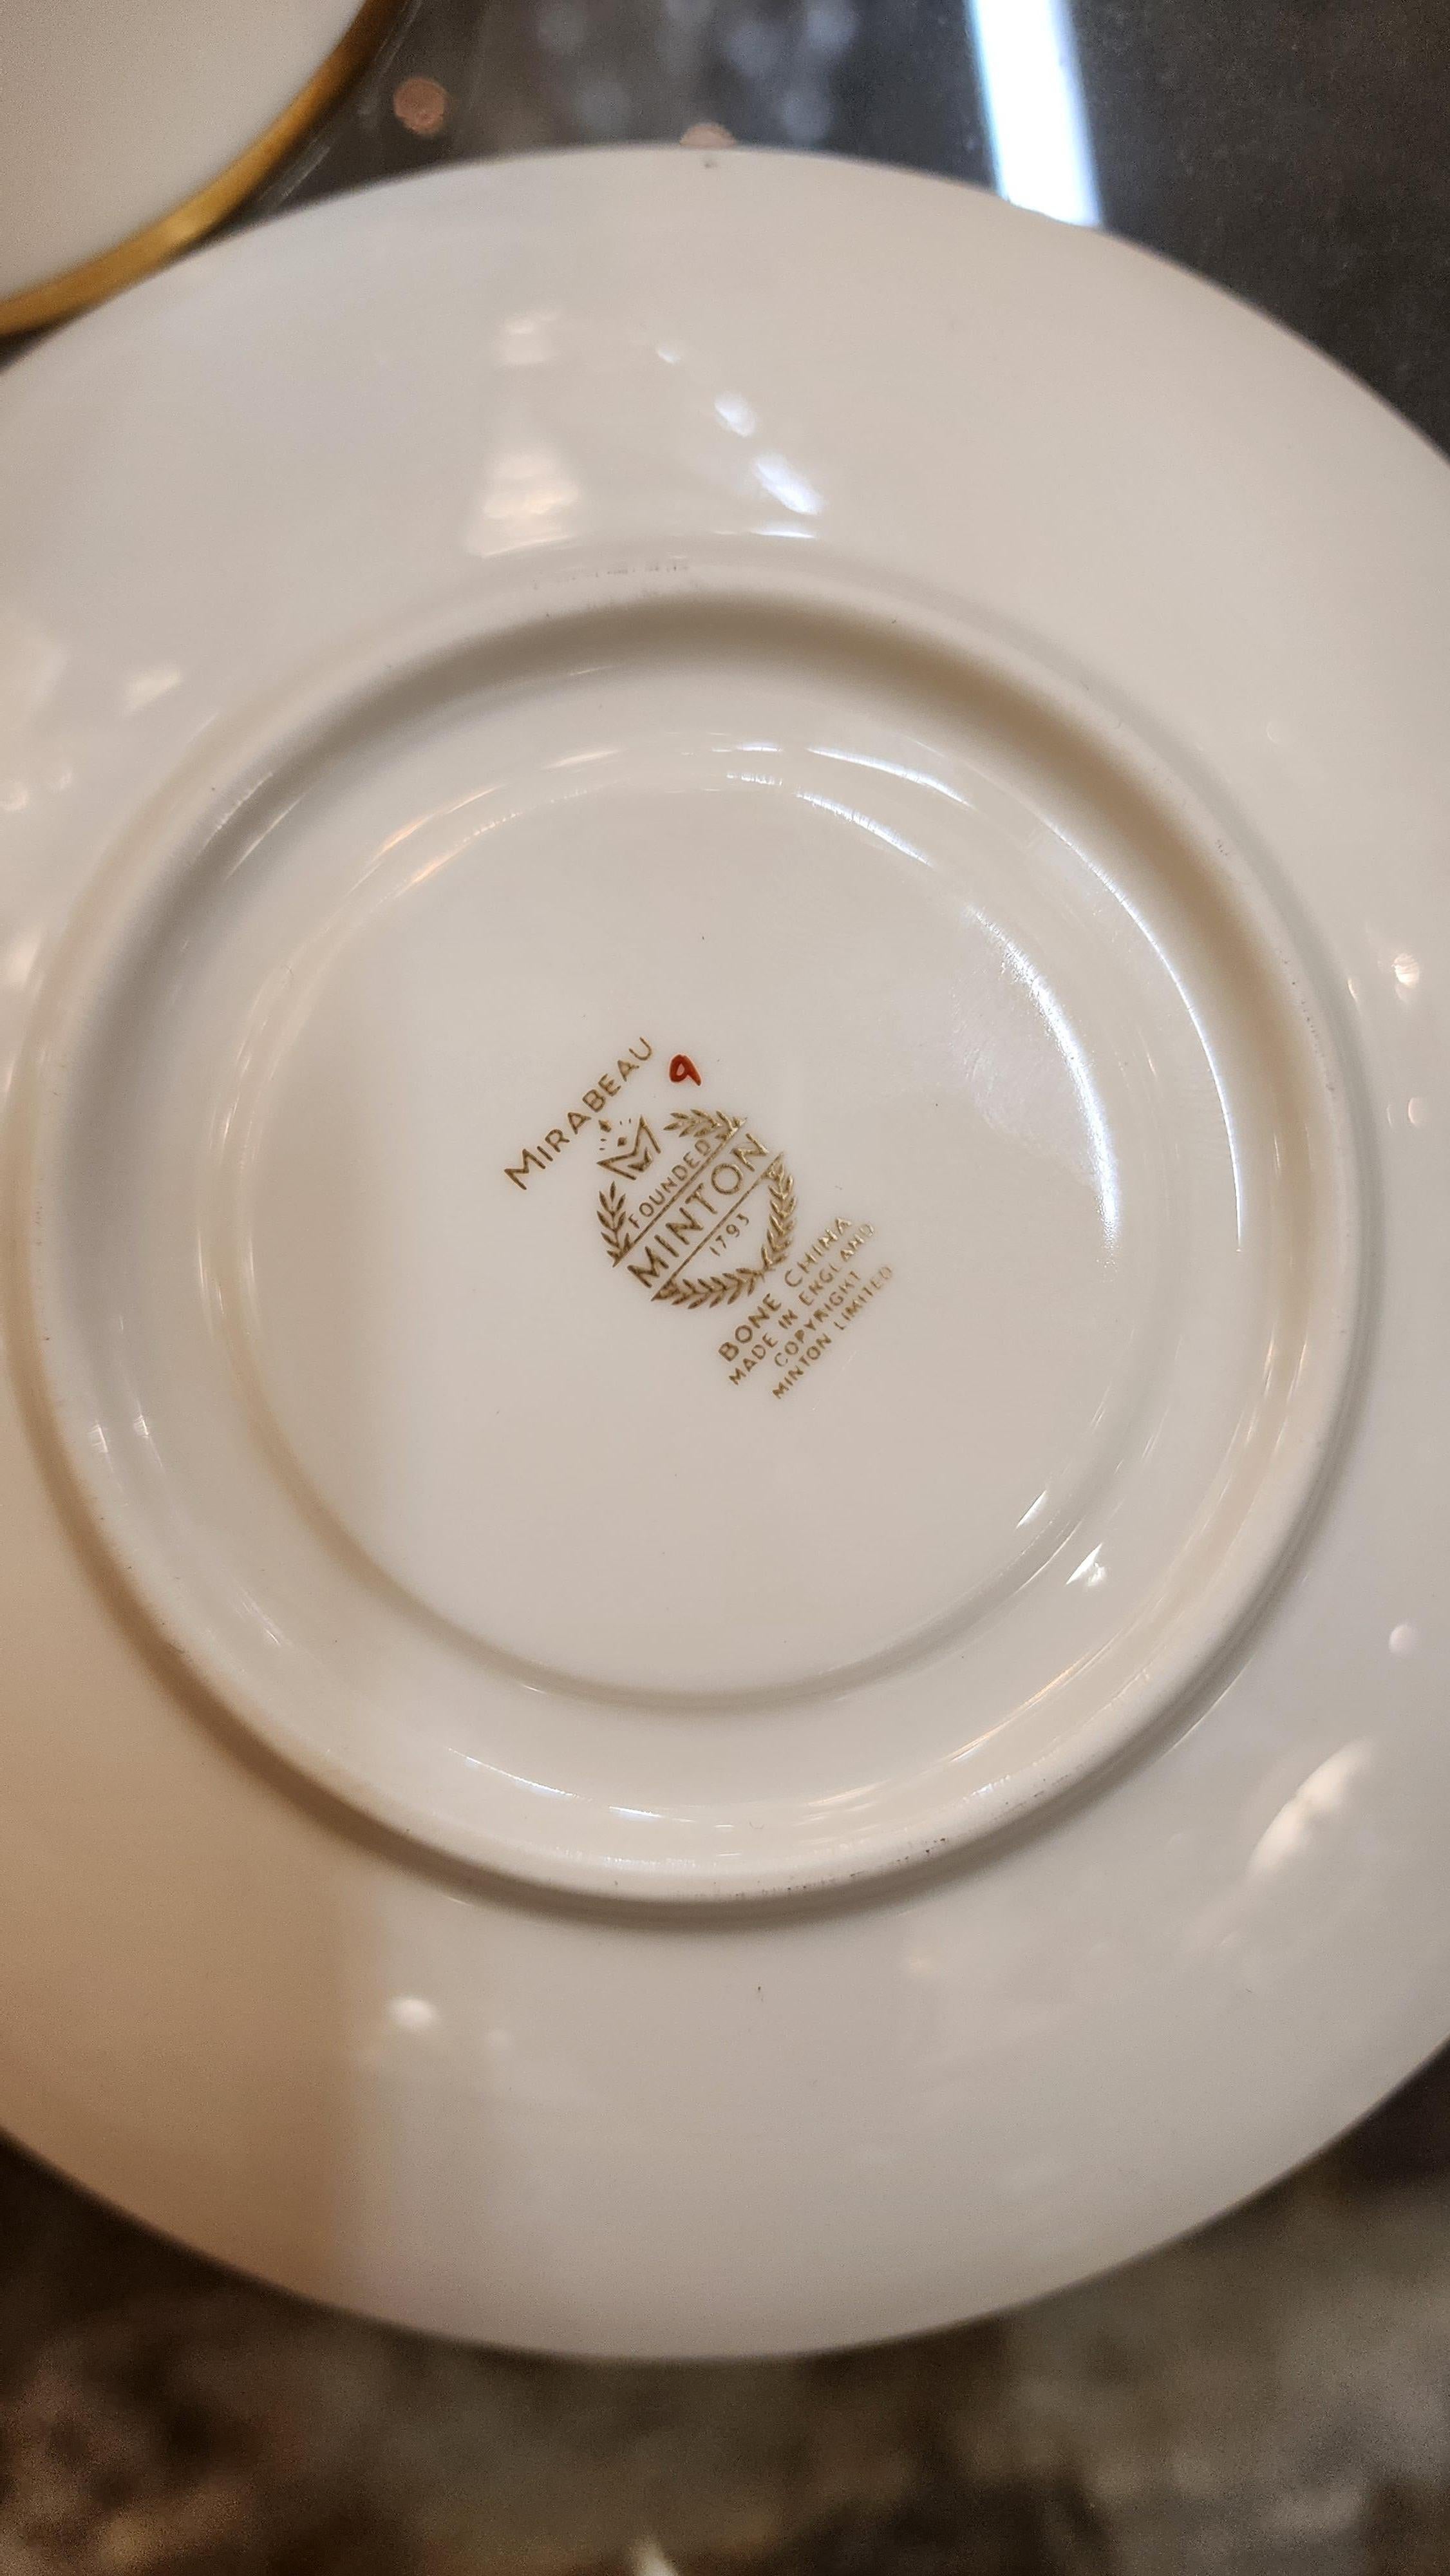 MIRABEAU
9
FOUNDED
MINTON
1793
BONE CHINA
MADE IN ENGLAND
COPYRIGHT
MINTON LIMITED